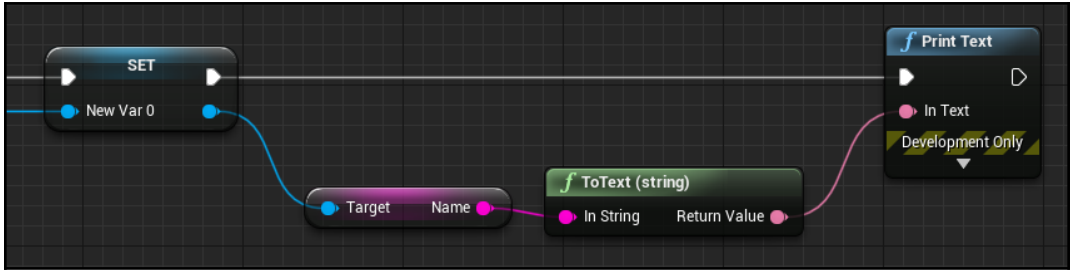 SET
New Var 0
Target Name
f ToText (string)
In String Return Value
f Print Text
In Text
Development Only